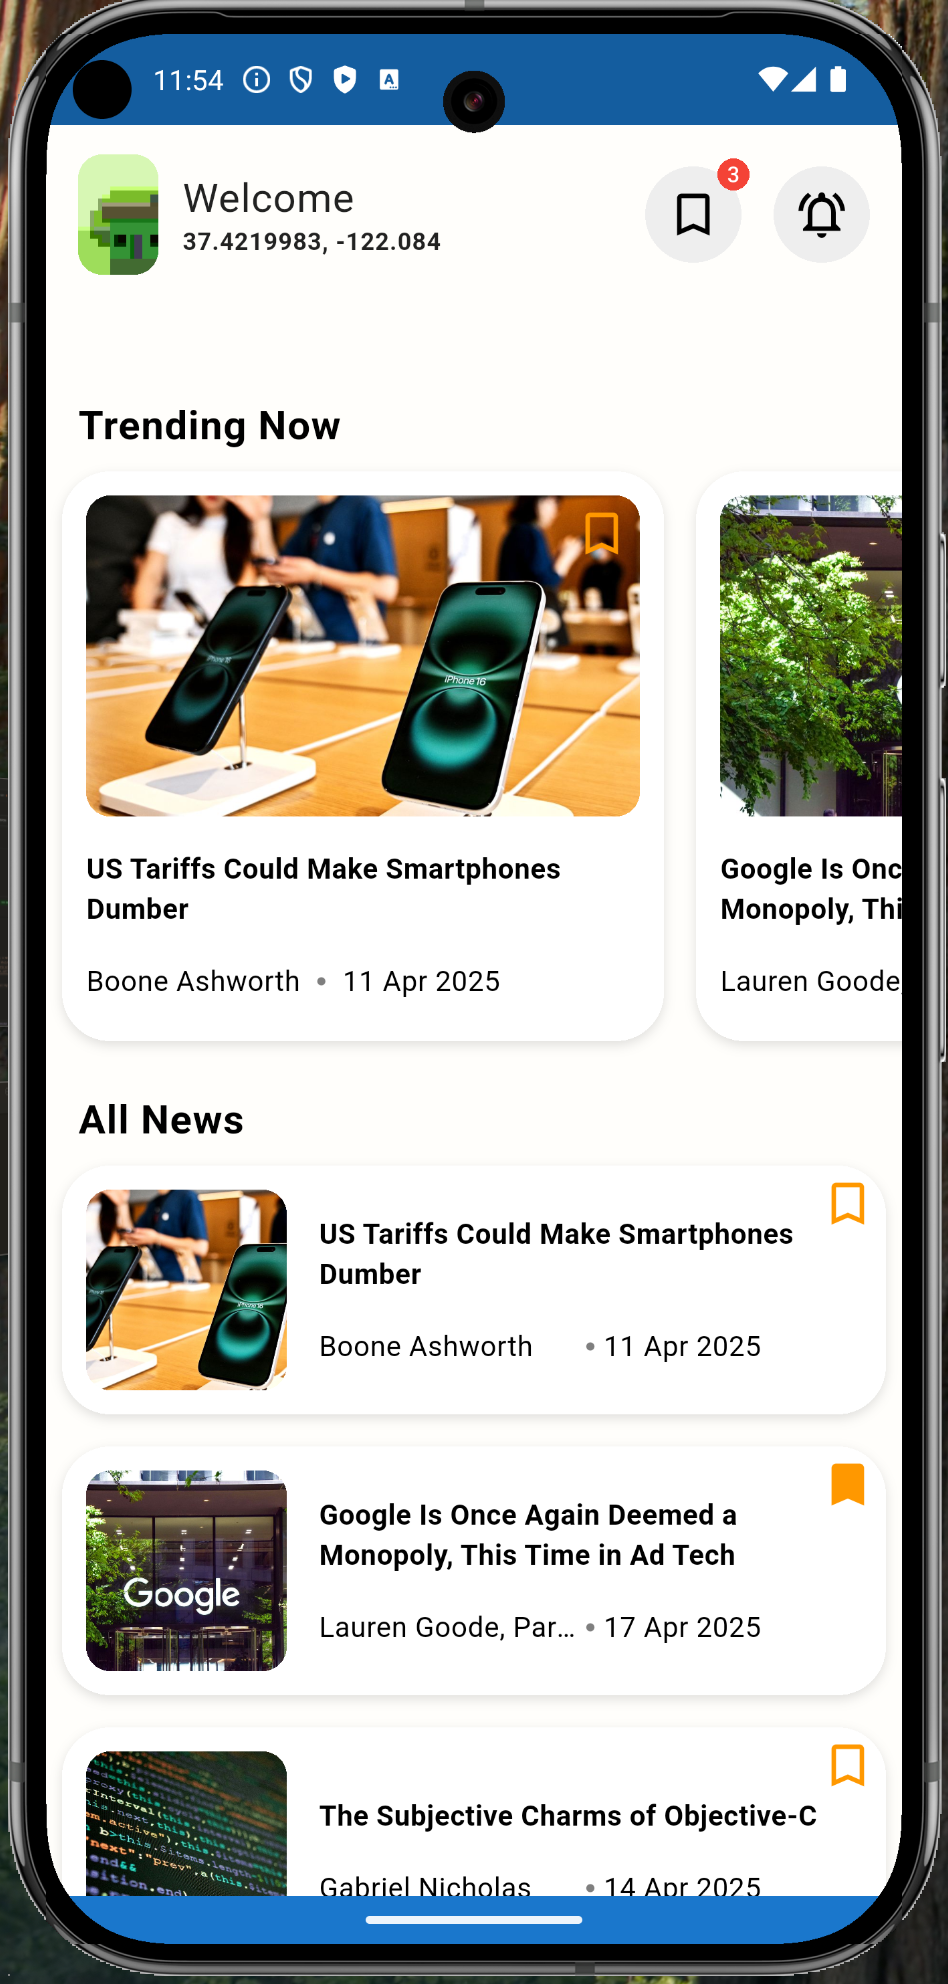 11:54
Welcome
3
37.4219983, -122.084
Trending Now
iPhone 16
iPhone 16
US Tariffs Could Make Smartphones
Dumber
Boone Ashworth • 11 Apr 2025
Google Is Onc
Monopoly, Thi
Lauren Goode,
All News
US Tariffs Could Make Smartphones
Dumber
Boone Ashworth • 11 Apr 2025
Google
Google Is Once Again Deemed a
Monopoly, This Time in Ad Tech
Lauren Goode, Par... • 17 Apr 2025
The Subjective Charms of Objective-C
Gabriel Nicholas • 14 Apr 2025